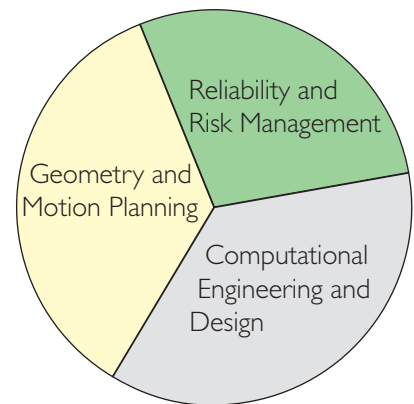 Reliability and
Risk Management
Geometry and
Motion Planning
Computational
Engineering and
Design